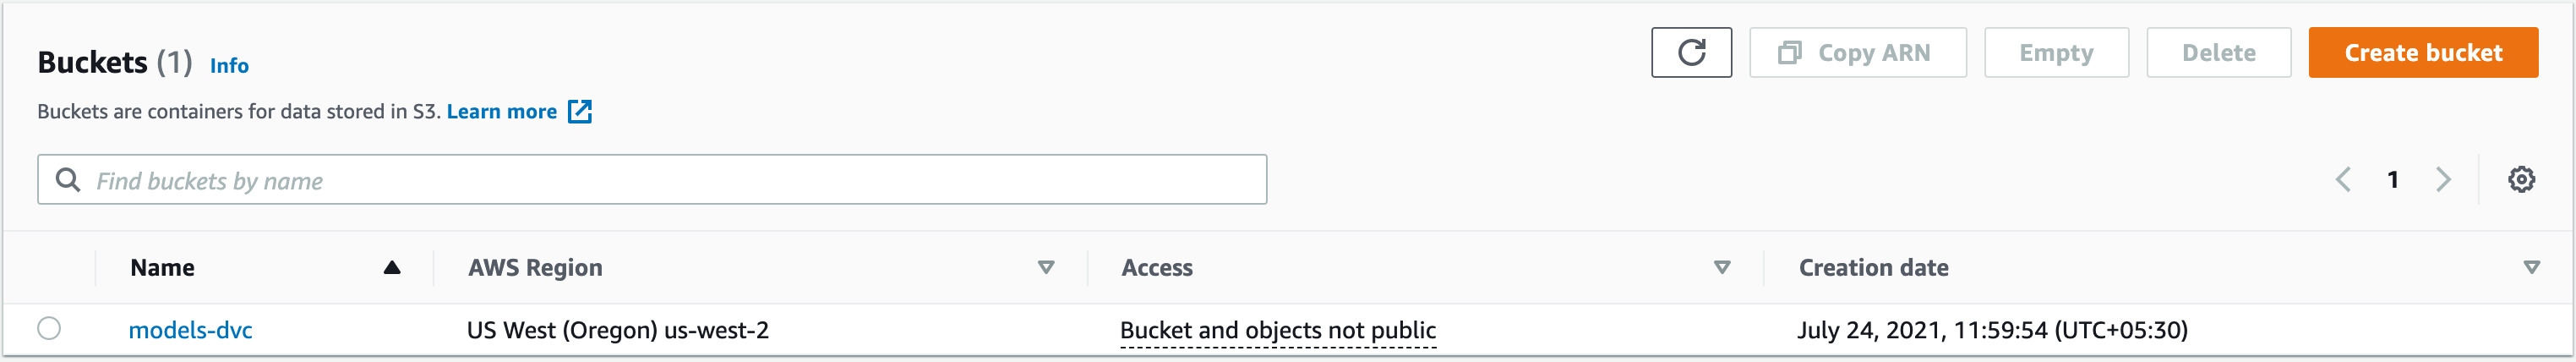 Buckets (1) Info
Copy ARN Empty Delete Create bucket
Buckets are containers for data stored in S3. Learn more
Find buckets by name
1
Name AWS Region Access Creation date
models-dvc US West (Oregon) us-west-2 Bucket and objects not public July 24, 2021, 11:59:54 (UTC+05:30)